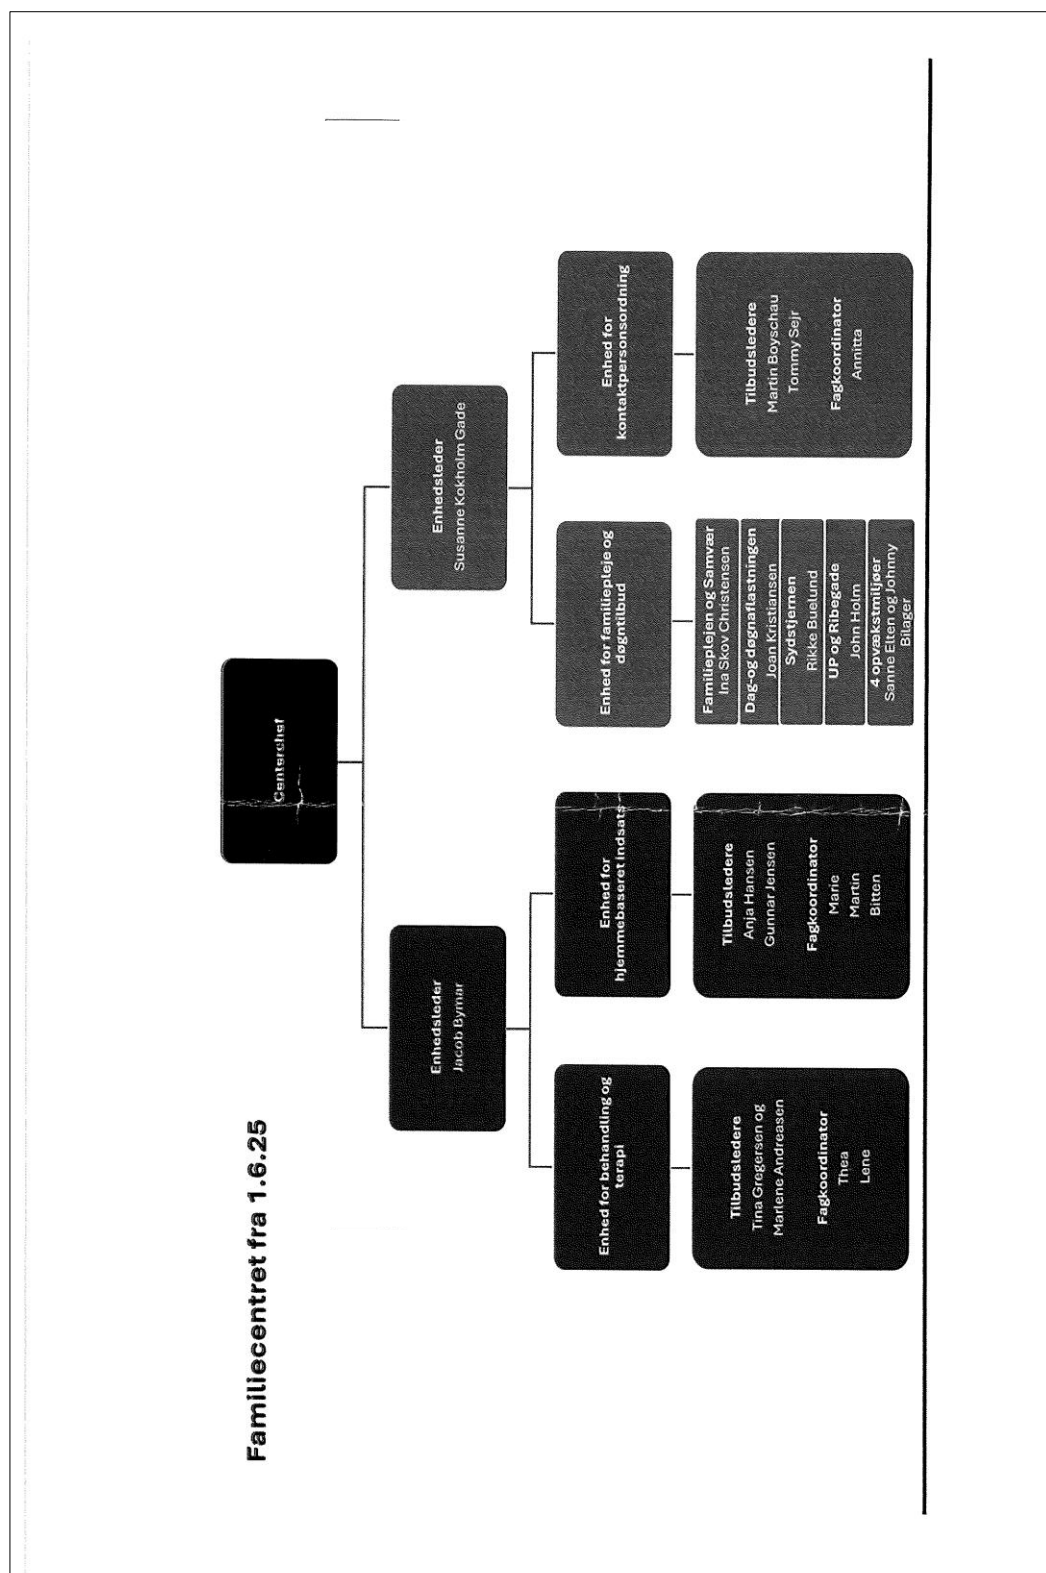 Familiecentret fra 1.6.25
Centerchef
Enhedsleder
Jacob Bymar
Enhedsleder
Susanne Kokholm Gade
Enhed for behandling og
terapi
Enhed for
hjemmebaseret indsats
Enhed for familiepleje og
døgntilbud
Enhed for
kontaktpersonsordning
Tilbudsledere
Tina Gregersen og
Marlene Andreasen
Fagkoordinator
Thea
Lene
Tilbudsledere
Anja Hansen
Gunnar Jensen
Fagkoordinator
Marie
Martin
Bitten
Familieplejen og Samvær
Ina Skov Christensen
Dag-og døgnaflastningen
Joan Kristiansen
Sydstjernen
Rikke Buelund
UP og Ribegade
John Holm
4 opvækstmiljøer
Sanne Elten og Johnny
Bilager
Tilbudsledere
Martin Boyschau
Tommy Sejr
Fagkoordinator
Annitta